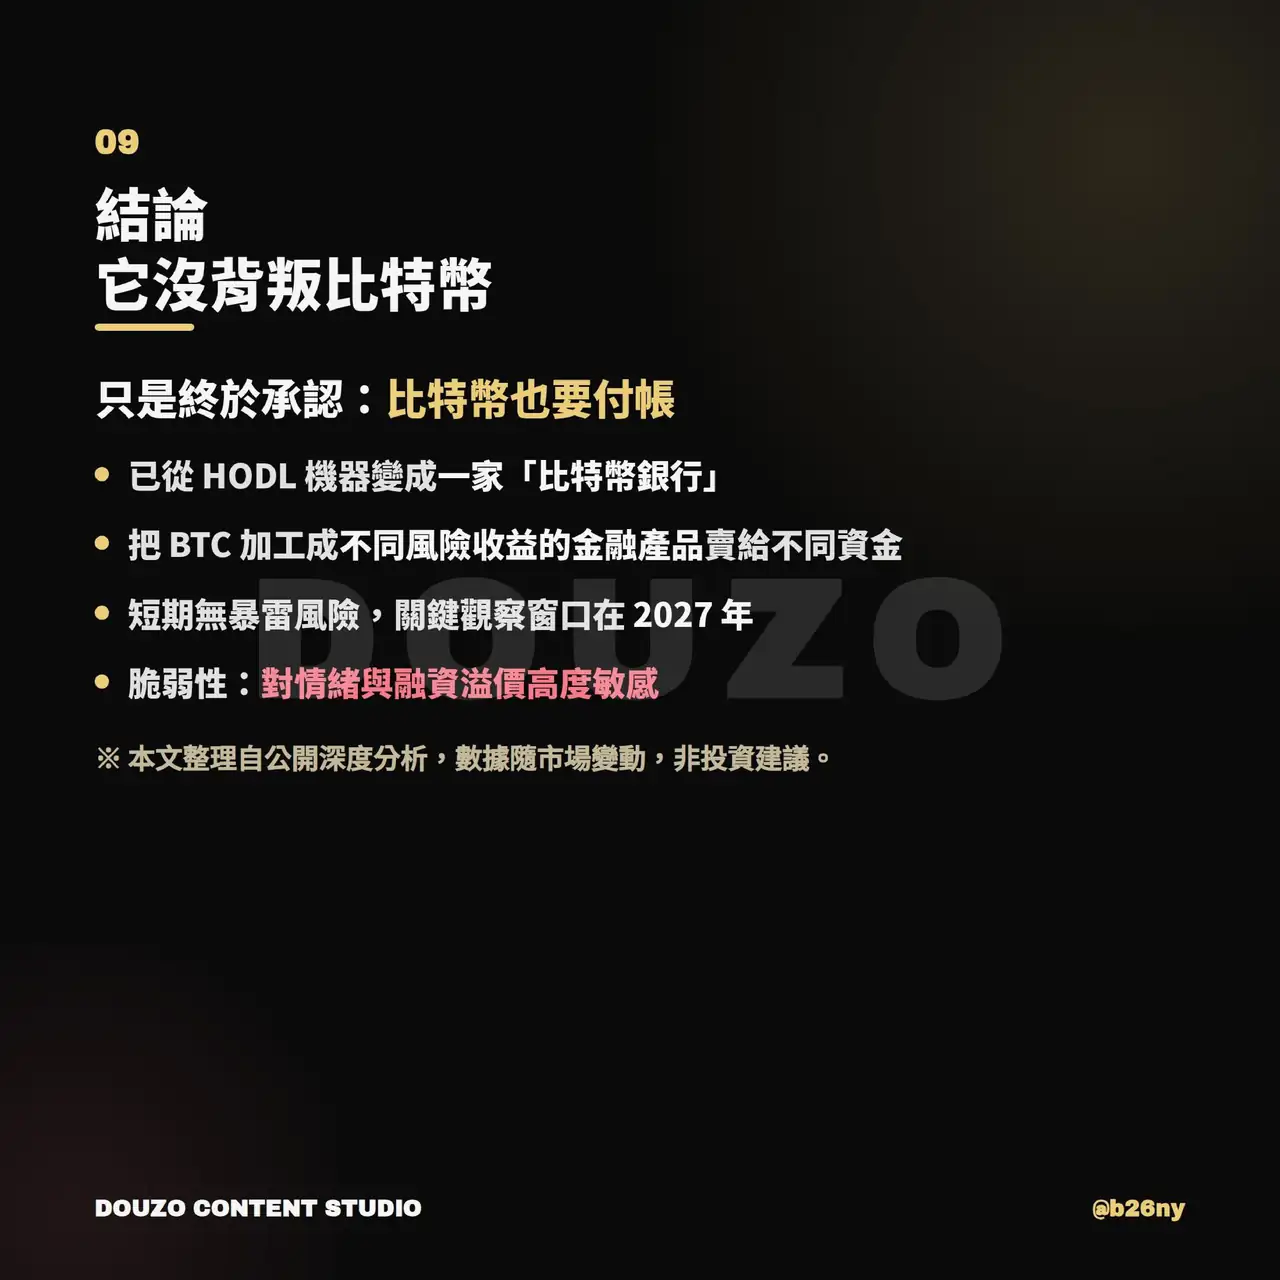 09
結論
它沒背叛比特幣
只是終於承認：比特幣也要付帳
已從 HODL 機器變成一家「比特幣銀行」
把 BTC 加工成不同風險收益的金融產品賣給不同資金
短期無暴雷風險，關鍵觀察窗口在 2027 年
脆弱性：對情緒與融資溢價高度敏感
DOUZO
※ 本文整理自公開深度分析，數據隨市場變動，非投資建議。
DOUZO CONTENT STUDIO
@b26ny